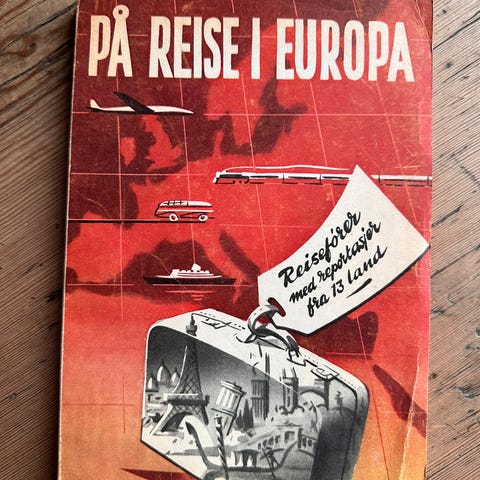 PÅ REISE I EUROPA
Reisefører
med reportasjer
fra 13 land